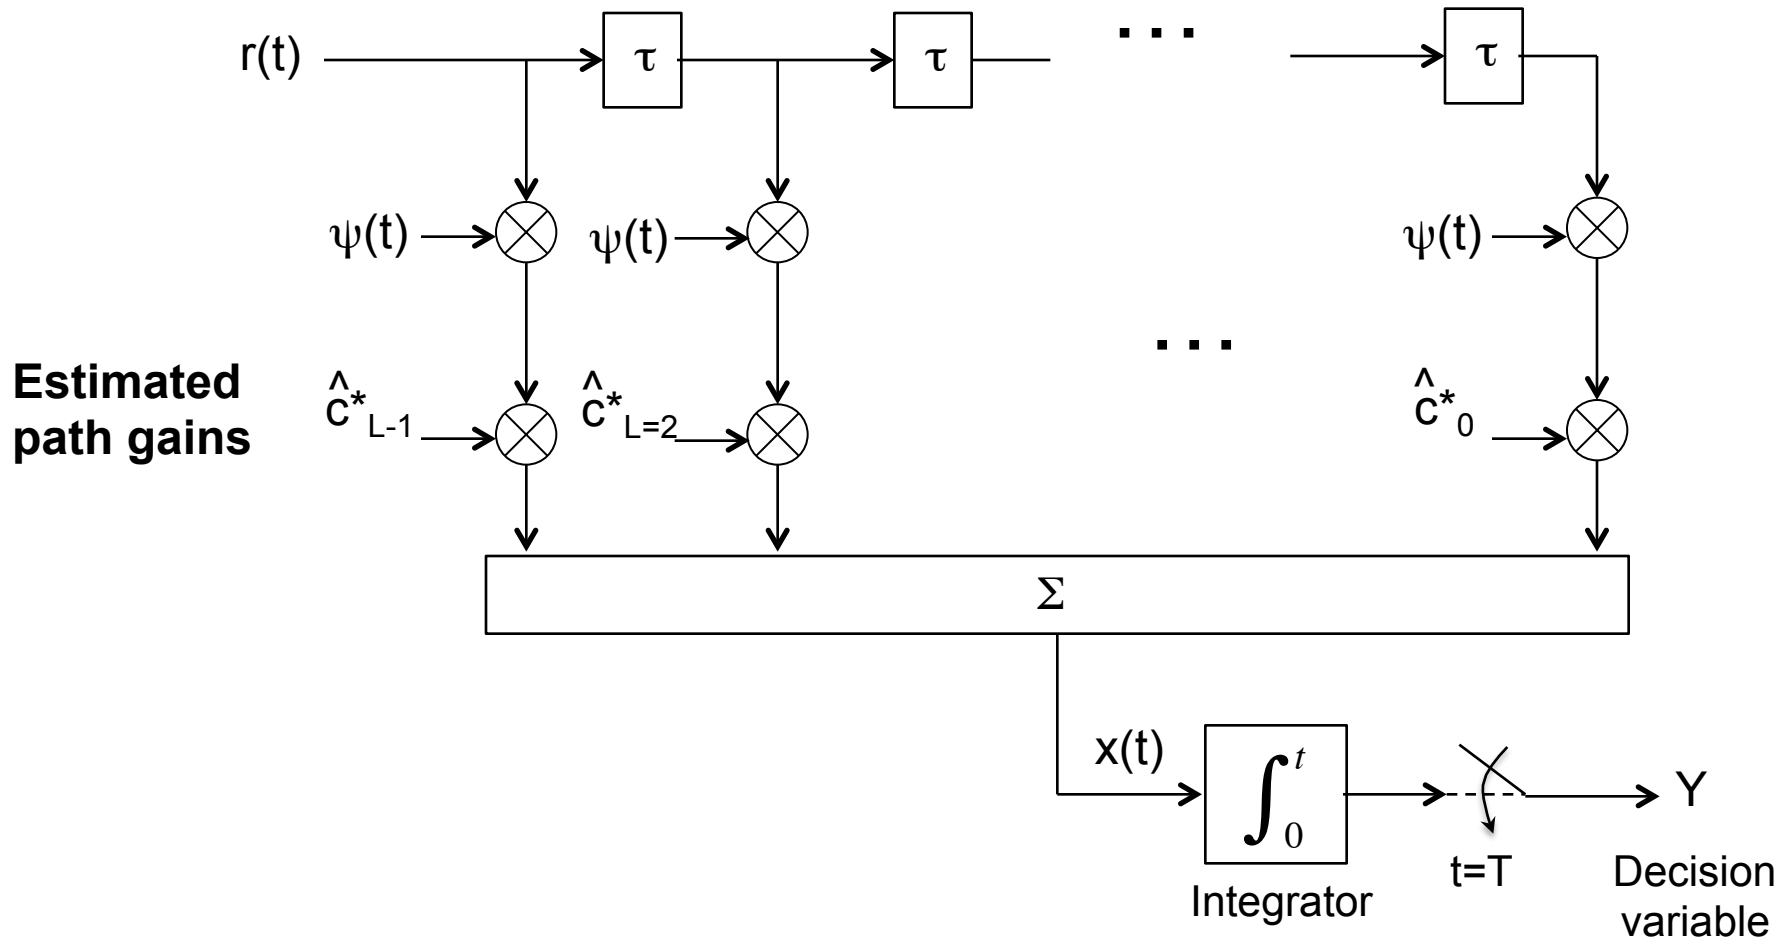 r(t)
τ
τ
. . .
τ
ψ(t)
ψ(t)
ψ(t)
. . .
Estimated
path gains
ĉ*L-1
ĉ*L=2
ĉ*0
Σ
x(t)
∫0t
Y
Integrator
t=T
Decision
variable